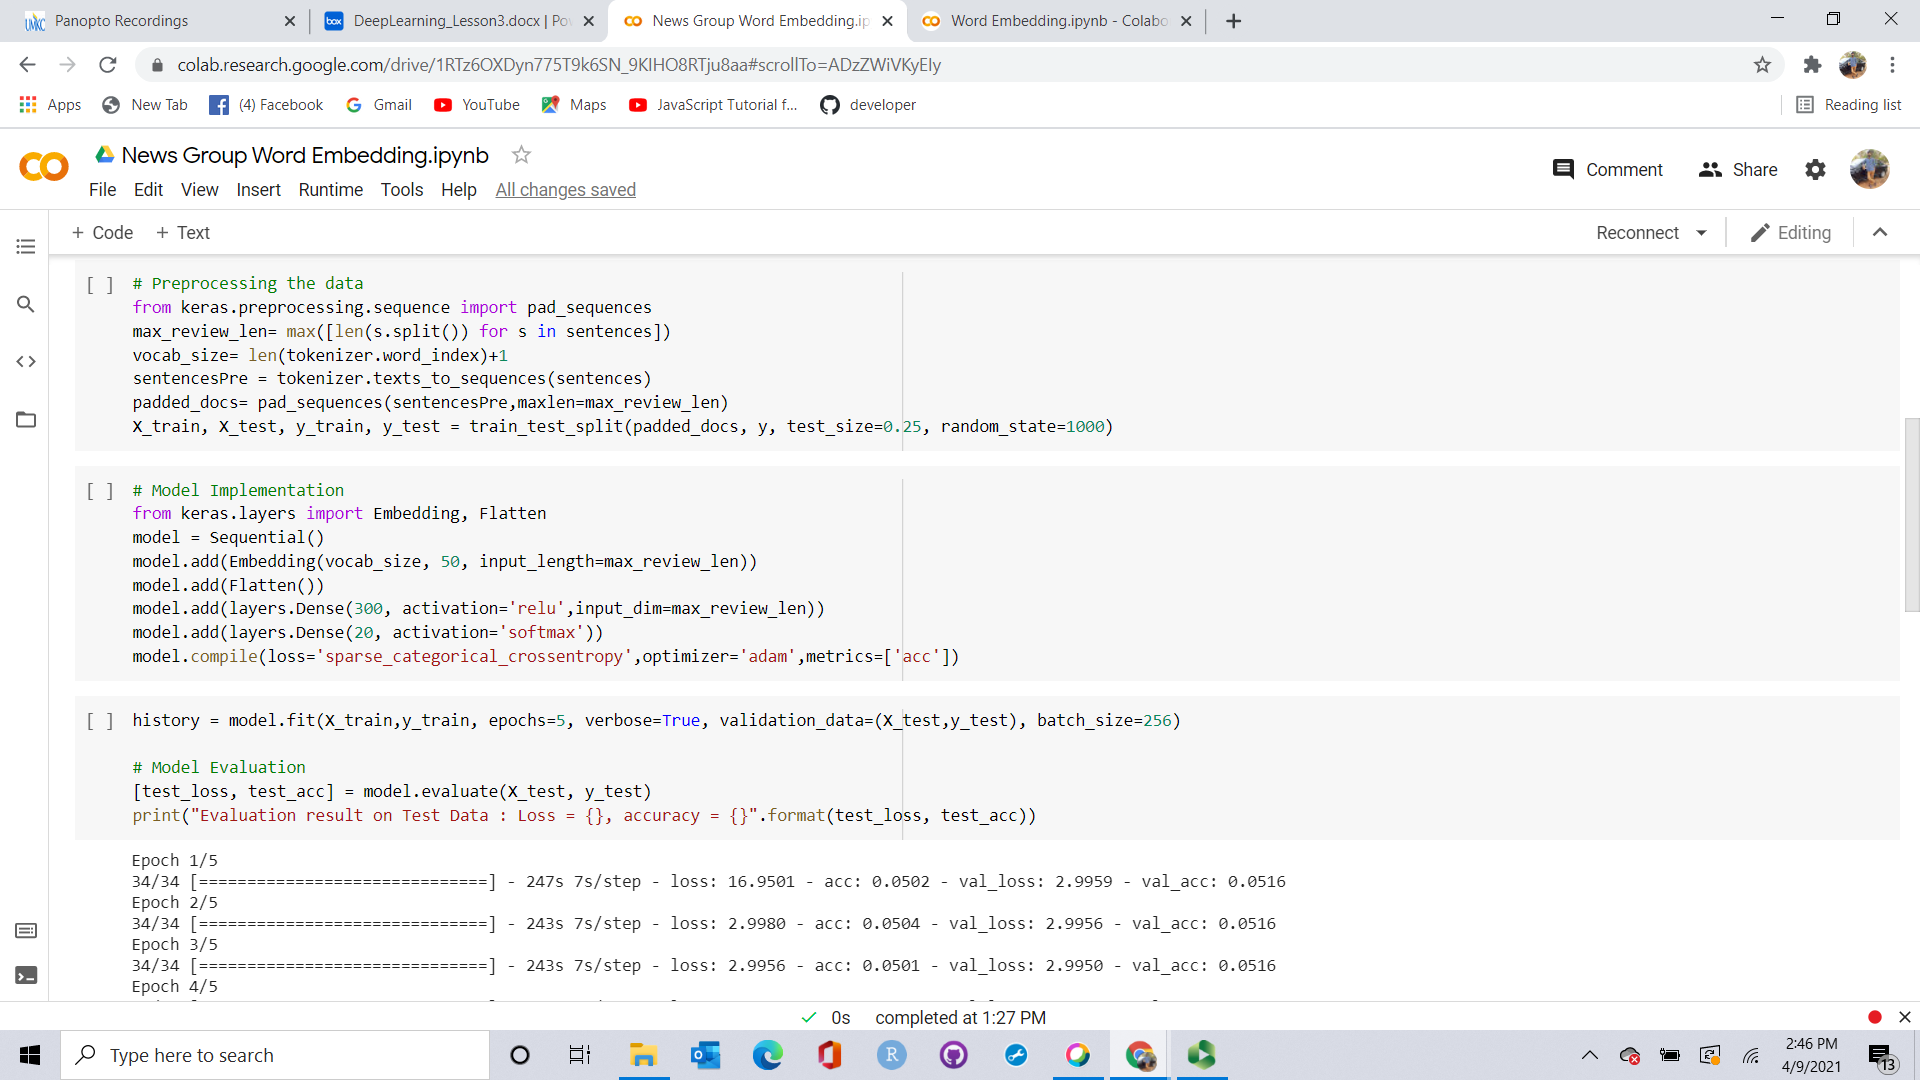 Panopto Recordings
DeepLearning_Lesson3.docx | Po
News Group Word Embedding.ip
Word Embedding.ipynb - Colabo
colab.research.google.com/drive/1RTz6OXDyn775T9k6SN_9KIHO8RTju8aa#scrollTo=ADzZWiVKyEIy
Apps
New Tab
(4) Facebook
Gmail
YouTube
Maps
JavaScript Tutorial f...
developer
Reading list
News Group Word Embedding.ipynb
Comment
Share
File Edit View Insert Runtime Tools Help All changes saved
+ Code + Text
Reconnect
Editing
[ ] # Preprocessing the data
from keras.preprocessing.sequence import pad_sequences
max_review_len= max([len(s.split()) for s in sentences])
vocab_size= len(tokenizer.word_index)+1
sentencesPre = tokenizer.texts_to_sequences(sentences)
padded_docs= pad_sequences(sentencesPre,maxlen=max_review_len)
X_train, X_test, y_train, y_test = train_test_split(padded_docs, y, test_size=0.25, random_state=1000)
[ ] # Model Implementation
from keras.layers import Embedding, Flatten
model = Sequential()
model.add(Embedding(vocab_size, 50, input_length=max_review_len))
model.add(Flatten())
model.add(layers.Dense(300, activation='relu',input_dim=max_review_len))
model.add(layers.Dense(20, activation='softmax'))
model.compile(loss='sparse_categorical_crossentropy',optimizer='adam',metrics=['acc'])
[ ] history = model.fit(X_train,y_train, epochs=5, verbose=True, validation_data=(X_test,y_test), batch_size=256)
# Model Evaluation
[test_loss, test_acc] = model.evaluate(X_test, y_test)
print("Evaluation result on Test Data : Loss = {}, accuracy = {}".format(test_loss, test_acc))
Epoch 1/5
34/34 [==============================] - 247s 7s/step - loss: 16.9501 - acc: 0.0502 - val_loss: 2.9959 - val_acc: 0.0516
Epoch 2/5
34/34 [==============================] - 243s 7s/step - loss: 2.9980 - acc: 0.0504 - val_loss: 2.9956 - val_acc: 0.0516
Epoch 3/5
34/34 [==============================] - 243s 7s/step - loss: 2.9956 - acc: 0.0501 - val_loss: 2.9950 - val_acc: 0.0516
Epoch 4/5
0s completed at 1:27 PM
Type here to search
2:46 PM
4/9/2021
13